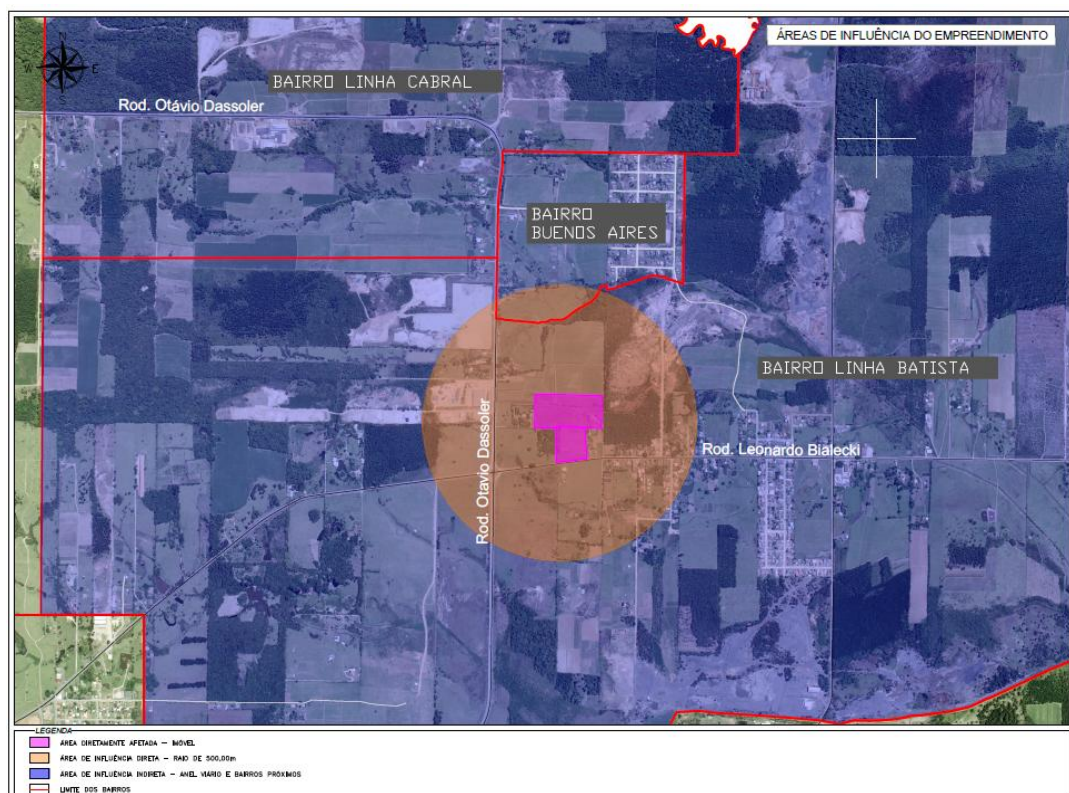 ÁREAS DE INFLUÊNCIA DO EMPREENDIMENTO
N
W E
S
BAIRRO LINHA CABRAL
Rod. Otávio Dassoler
BAIRRO
BUENOS AIRES
BAIRRO LINHA BATISTA
Rod. Otavio Dassoler
Rod. Leonardo Bialecki
LEGENDA
ÁREA DIRETAMENTE AFETADA – IMÓVEL
ÁREA DE INFLUÊNCIA DIRETA – RAIO DE 500,00m
ÁREA DE INFLUÊNCIA INDIRETA – ANEL VIÁRIO E BAIRROS PRÓXIMOS
LIMITE DOS BAIRROS